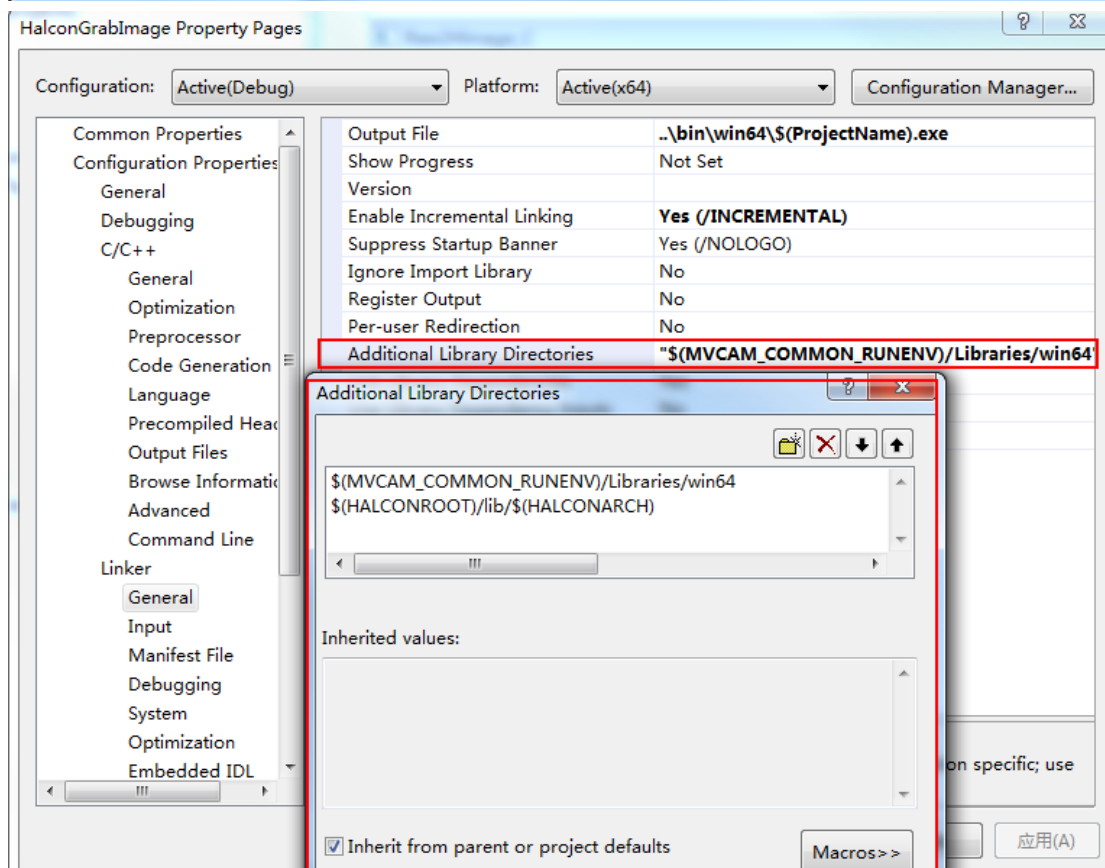 HalconGrabImage Property Pages
Configuration: Active(Debug) Platform: Active(x64) Configuration Manager...
Common Properties
Configuration Properties
General
Debugging
C/C++
General
Optimization
Preprocessor
Code Generation
Language
Precompiled Head
Output Files
Browse Informatio
Advanced
Command Line
Linker
General
Input
Manifest File
Debugging
System
Optimization
Embedded IDL
Output File ..\bin\win64\$(ProjectName).exe
Show Progress Not Set
Version
Enable Incremental Linking Yes (/INCREMENTAL)
Suppress Startup Banner Yes (/NOLOGO)
Ignore Import Library No
Register Output No
Per-user Redirection No
Additional Library Directories "$(MVCAM_COMMON_RUNENV)/Libraries/win64"
Additional Library Directories
$(MVCAM_COMMON_RUNENV)/Libraries/win64
$(HALCONROOT)/lib/$(HALCONARCH)
Inherited values:
Inherit from parent or project defaults
Macros>>
on specific; use
应用(A)